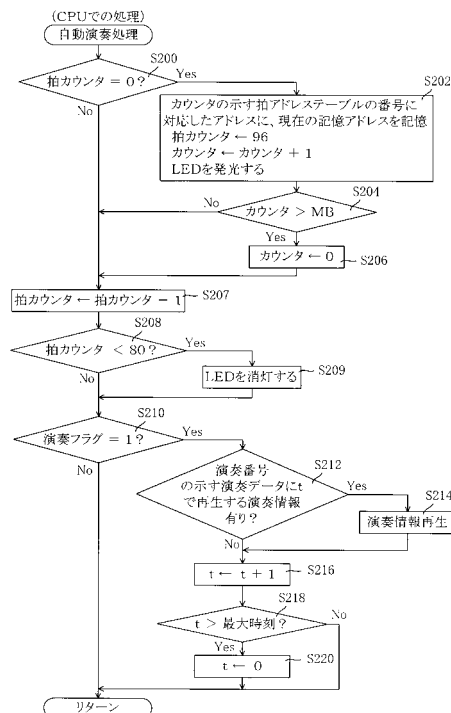 (CPUでの処理)
自動演奏処理
S200
拍カウンタ = 0?
Yes
No
S202
カウンタの示す拍アドレステーブルの番号に
対応したアドレスに、現在の記憶アドレスを記憶
拍カウンタ ← 96
カウンタ ← カウンタ + 1
LEDを発光する
S204
カウンタ > MB
No
Yes
カウンタ ← 0
S206
拍カウンタ ← 拍カウンタ − 1
S207
S208
拍カウンタ < 80?
Yes
No
LEDを消灯する
S209
S210
演奏フラグ = 1?
Yes
No
S212
演奏番号
の示す演奏データにt
で再生する演奏情報
有り?
Yes
No
S214
演奏情報再生
t ← t + 1
S216
S218
t > 最大時刻?
No
Yes
t ← 0
S220
リターン